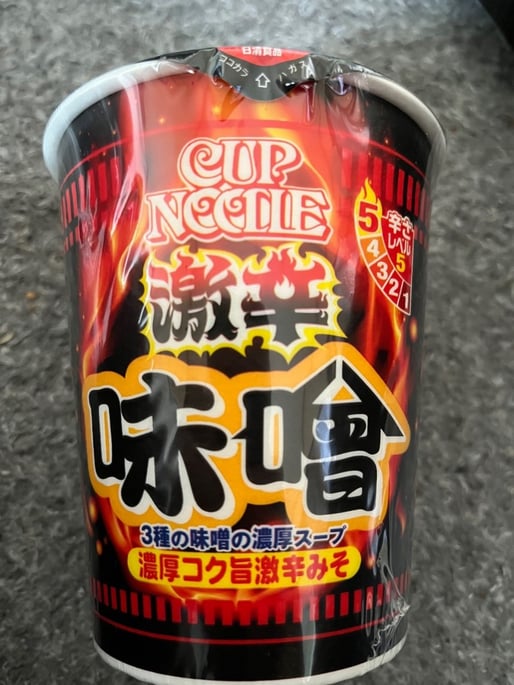 日清食品
ココカラ ハガス
CUP
NOODLE
激辛
5 辛さ
レベル
5
4
3
2
1
味噌
3種の味噌の濃厚スープ
濃厚コク旨激辛みそ